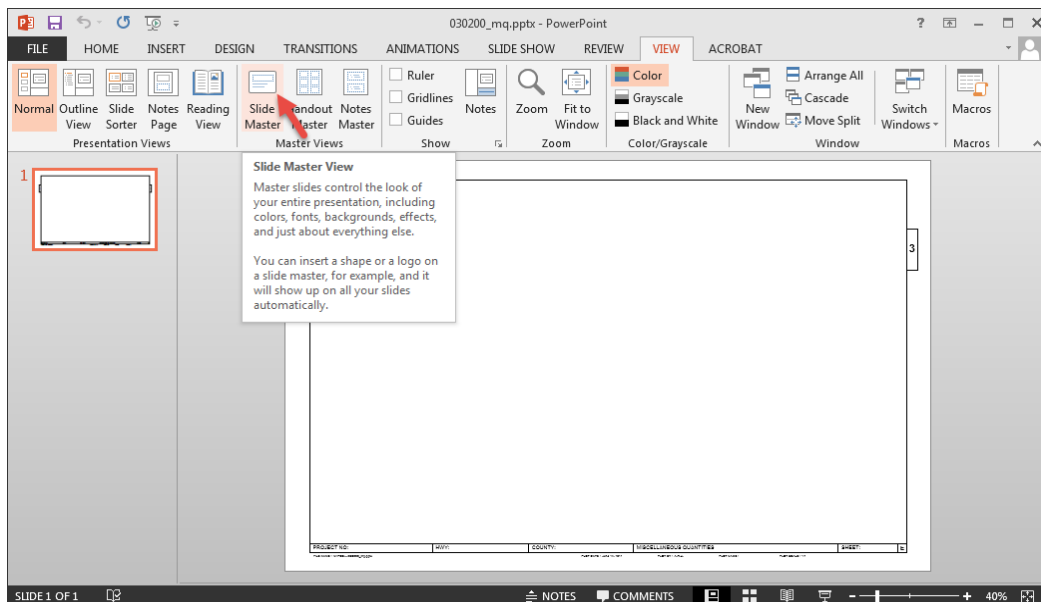 030200_mq.pptx - PowerPoint
FILE HOME INSERT DESIGN TRANSITIONS ANIMATIONS SLIDE SHOW REVIEW VIEW ACROBAT
Normal Outline View Slide Sorter Notes Page Reading View
Presentation Views
Slide Master Handout Master Notes Master
Master Views
Ruler
Gridlines
Guides
Notes
Show
Zoom Fit to Window
Zoom
Color
Grayscale
Black and White
Color/Grayscale
New Window
Arrange All
Cascade
Move Split
Switch Windows
Window
Macros
Macros
1
Slide Master View
Master slides control the look of
your entire presentation, including
colors, fonts, backgrounds, effects,
and just about everything else.
You can insert a shape or a logo on
a slide master, for example, and it
will show up on all your slides
automatically.
3
PROJECT NO: HWY: COUNTY: MISCELLANEOUS QUANTITIES SHEET: E
SLIDE 1 OF 1 NOTES COMMENTS 40%